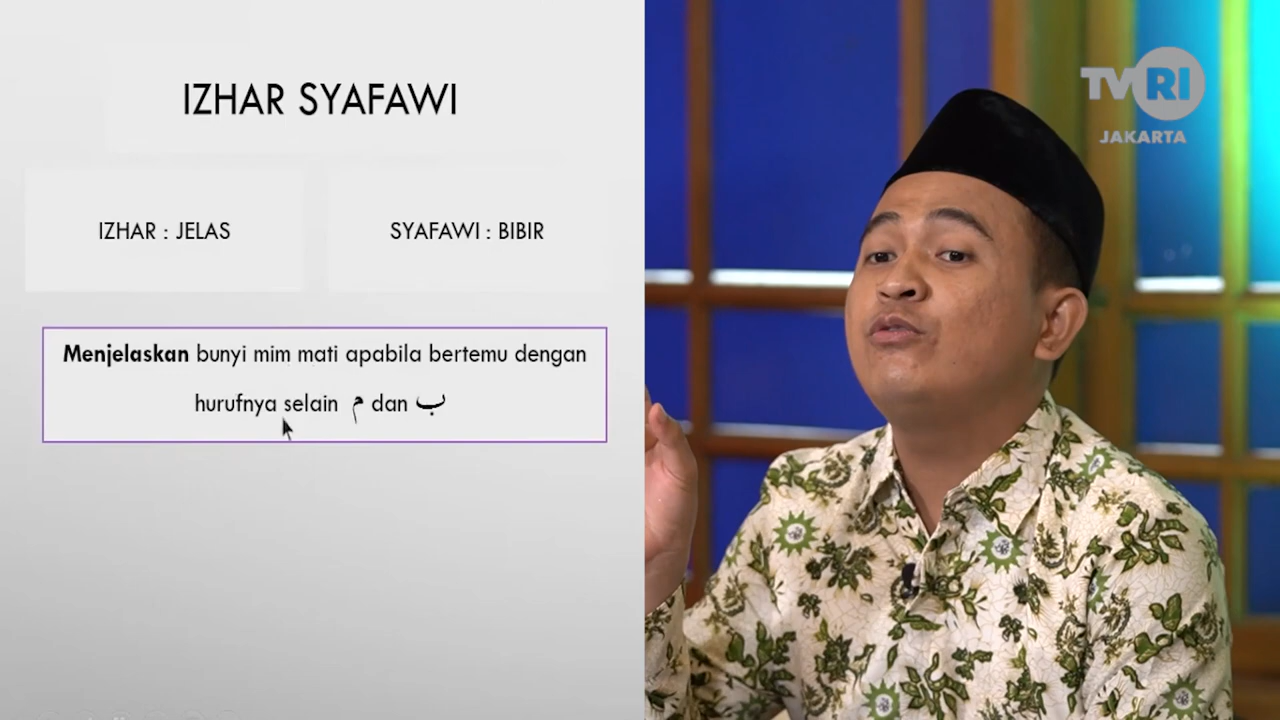 IZHAR SYAFAWI
IZHAR : JELAS
SYAFAWI : BIBIR
Menjelaskan bunyi mim mati apabila bertemu dengan
hurufnya selain م dan ب
TVRI
JAKARTA